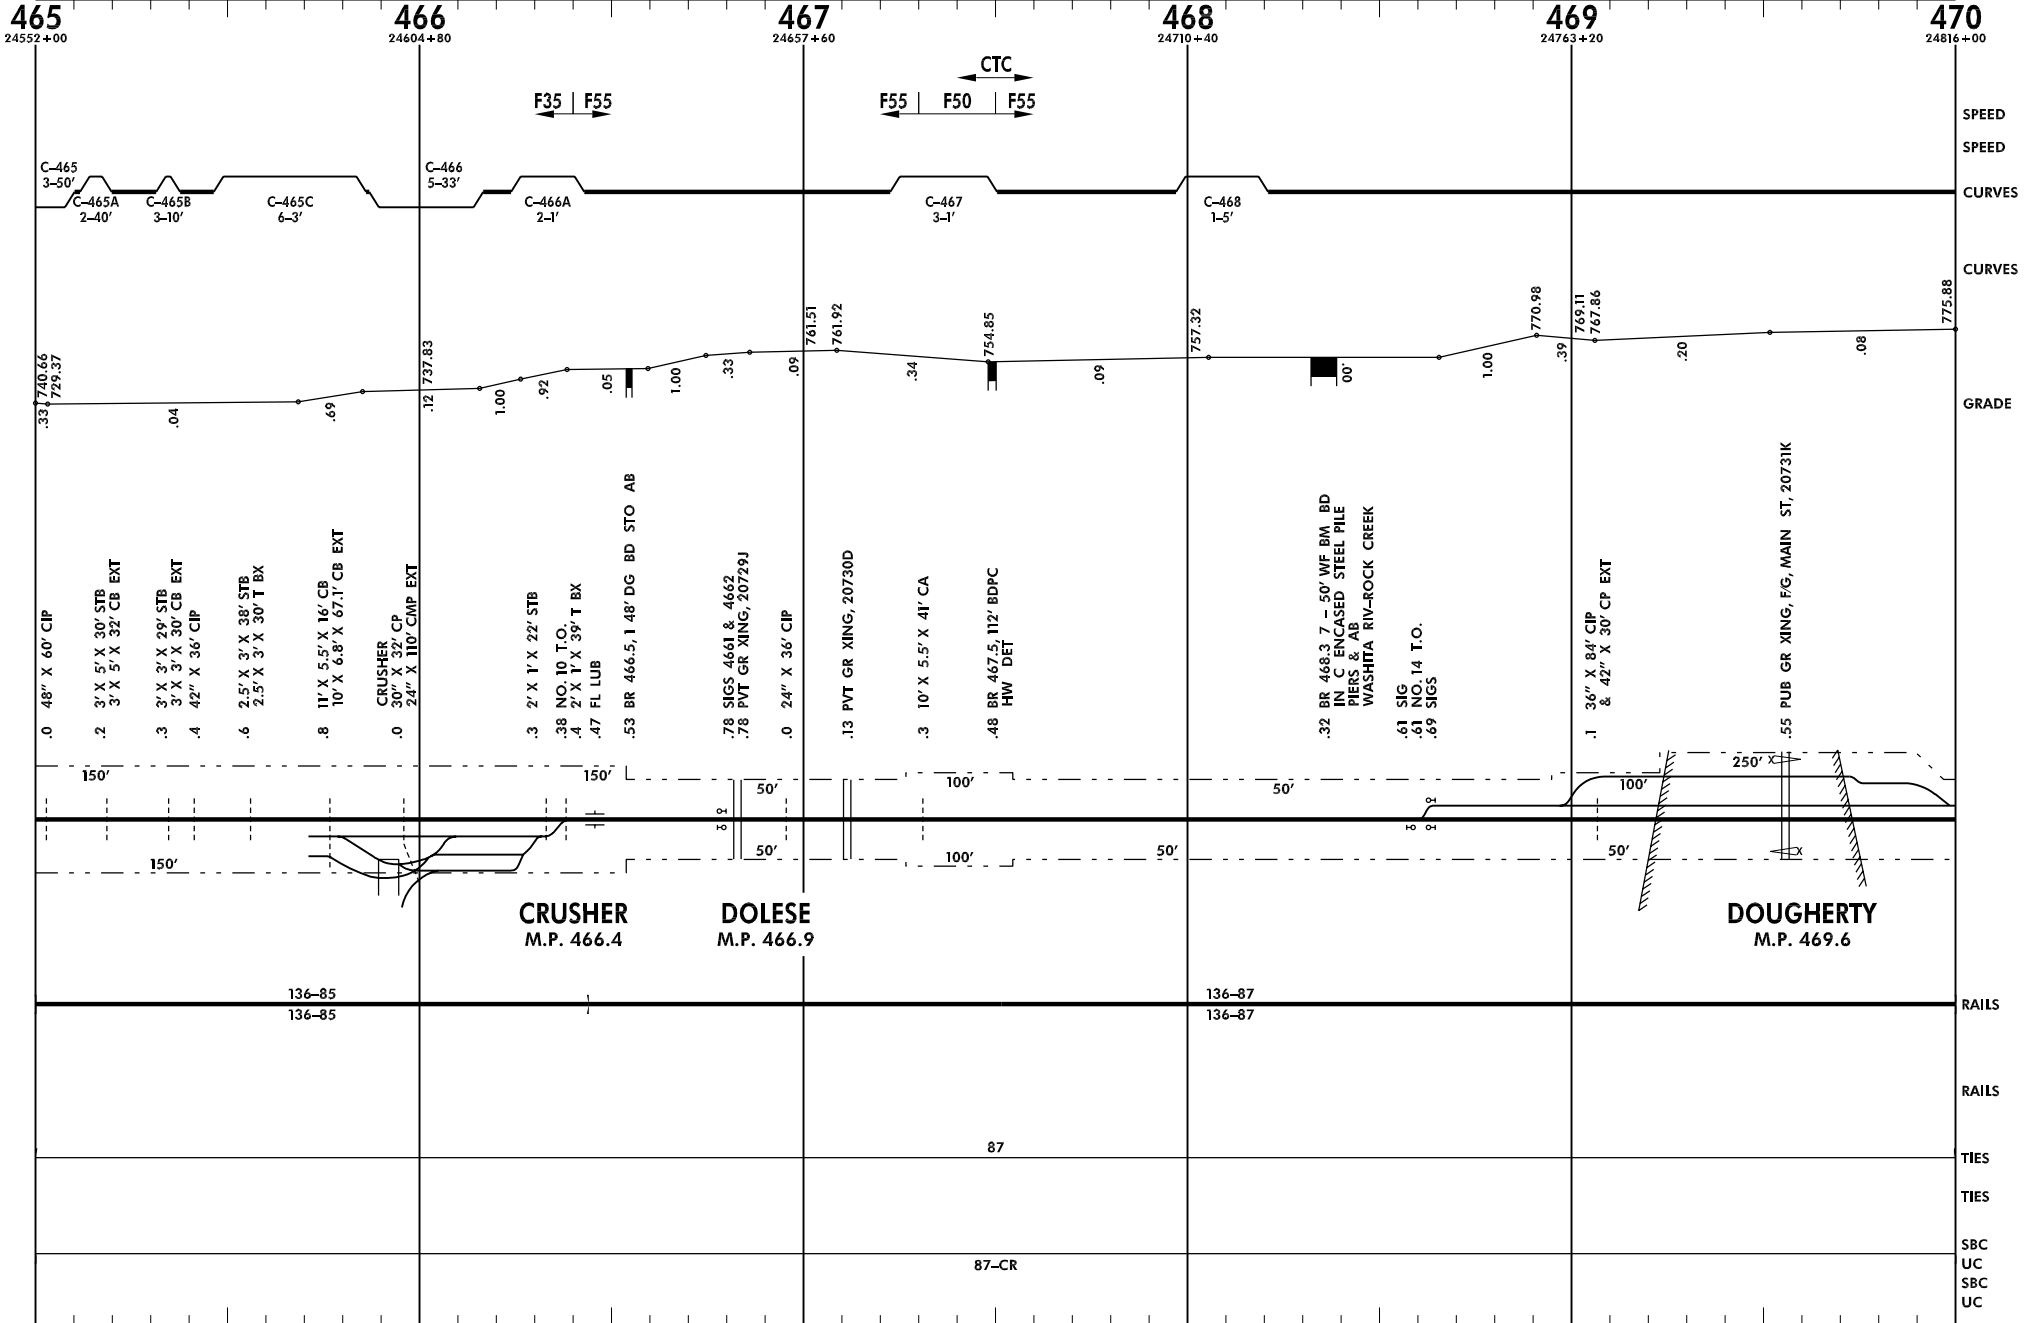 465 466 467 468 469 470
24552+00 24604+80 24657+60 24710+40 24763+20 24816+00
CTC
F35 F55 F55 F50 F55
SPEED
SPEED
C–465
3–50′
C–466
5–33′
CURVES
C–465A
2–40′
C–465B
3–10′
C–465C
6–3′
C–466A
2–1′
C–467
3–1′
C–468
1–5′
CURVES
740.66
729.37
737.83
761.51
761.92
754.85
757.32
770.98
769.11
767.86
775.88
.33
.04
.69
.12
1.00
.92
.05
1.00
.33
.09
.34
.09
00′
1.00
.39
.20
.08
GRADE
.0 48″ X 60′ CIP
.2 3′ X 5′ X 30′ STB
3′ X 5′ X 32′ CB EXT
.3 3′ X 3′ X 29′ STB
3′ X 3′ X 30′ CB EXT
.4 42″ X 36′ CIP
.6 2.5′ X 3′ X 38′ STB
2.5′ X 3′ X 30′ T BX
.8 11′ X 5.5′ X 16′ CB
10′ X 6.8′ X 67.1′ CB EXT
CRUSHER
.0 30″ X 32′ CP
24″ X 110′ CMP EXT
.3 2′ X 1′ X 22′ STB
.38 NO. 10 T.O.
.4 2′ X 1′ X 39′ T BX
.47 FL LUB
.53 BR 466.5, 1 48′ DG BD STO AB
.78 SIGS 4661 & 4662
.78 PVT GR XING, 20729J
.0 24″ X 36′ CIP
.13 PVT GR XING, 20730D
.3 10′ X 5.5′ X 41′ CA
.48 BR 467.5, 112′ BDPC
HW DET
.32 BR 468.3 7 – 50′ WF BM BD
IN C ENCASED STEEL PILE
PIERS & AB
WASHITA RIV–ROCK CREEK
.61 SIG
.61 NO. 14 T.O.
.69 SIGS
.1 36″ X 84′ CIP
& 42″ X 30′ CP EXT
.55 PUB GR XING, F/G, MAIN ST, 20731K
150′ 150′ 50′ 100′ 50′ 100′ 250′ X
150′ 50′ 100′ 50′ 50′ X
CRUSHER
M.P. 466.4
DOLESE
M.P. 466.9
DOUGHERTY
M.P. 469.6
136–85 136–87
RAILS
136–85 136–87
RAILS
87
TIES
TIES
SBC
87–CR
UC
SBC
UC